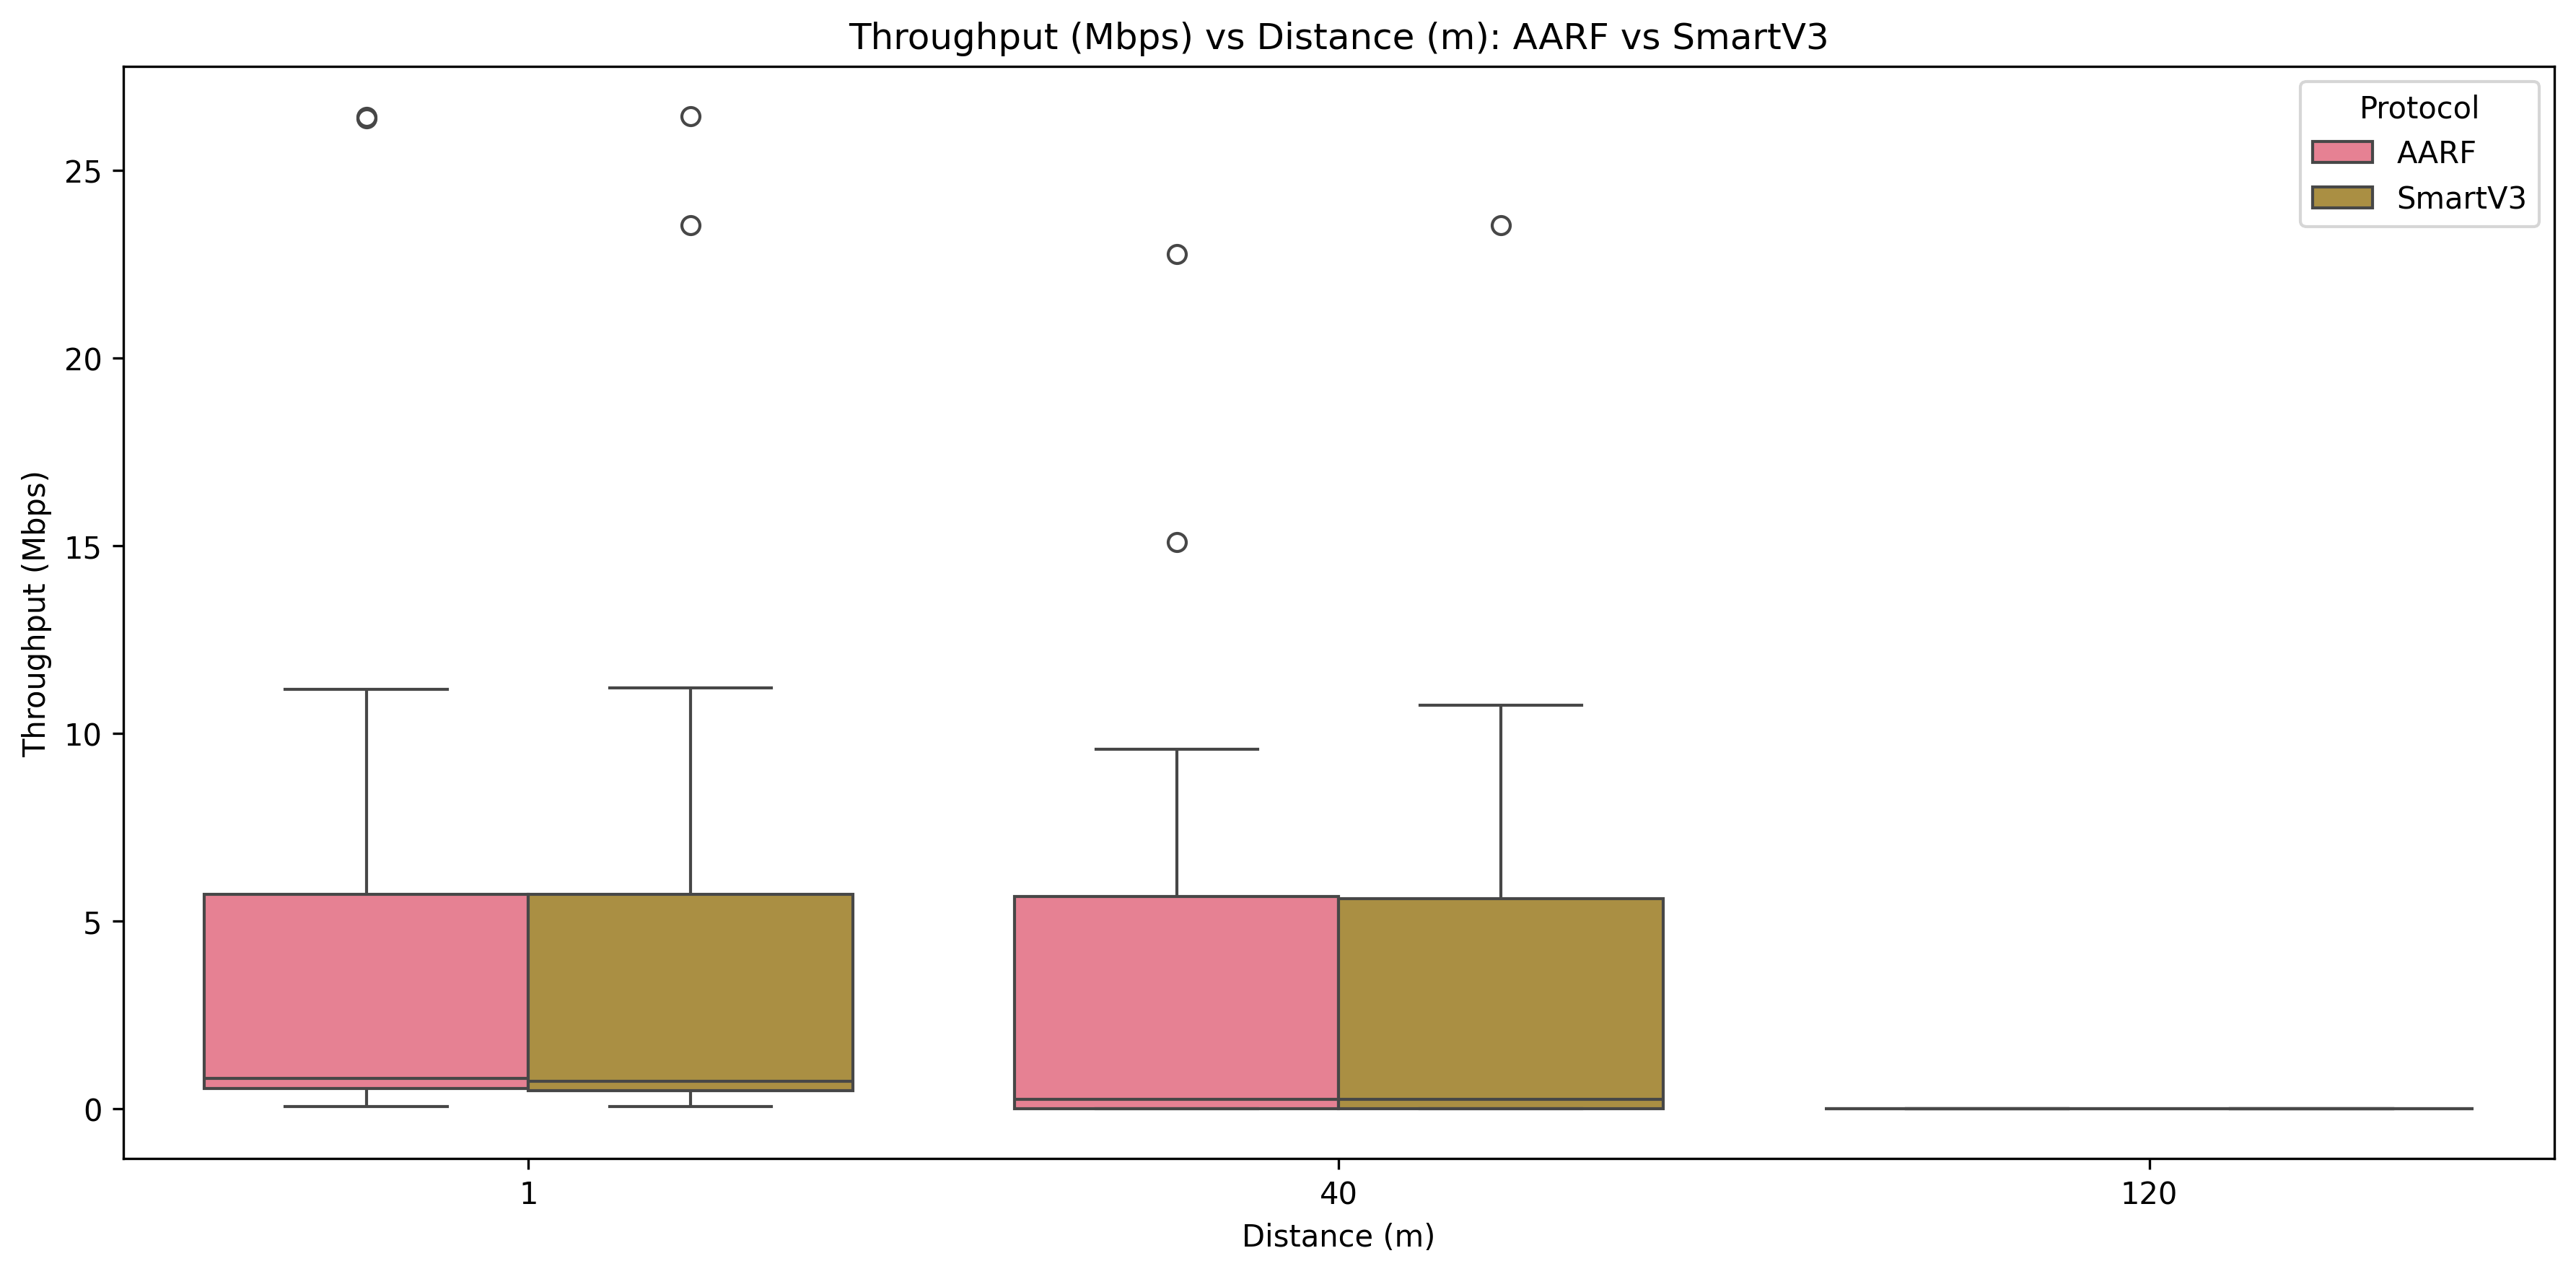 Throughput (Mbps) vs Distance (m): AARF vs SmartV3
Protocol
AARF
SmartV3
Throughput (Mbps)
25
20
15
10
5
0
1
40
120
Distance (m)